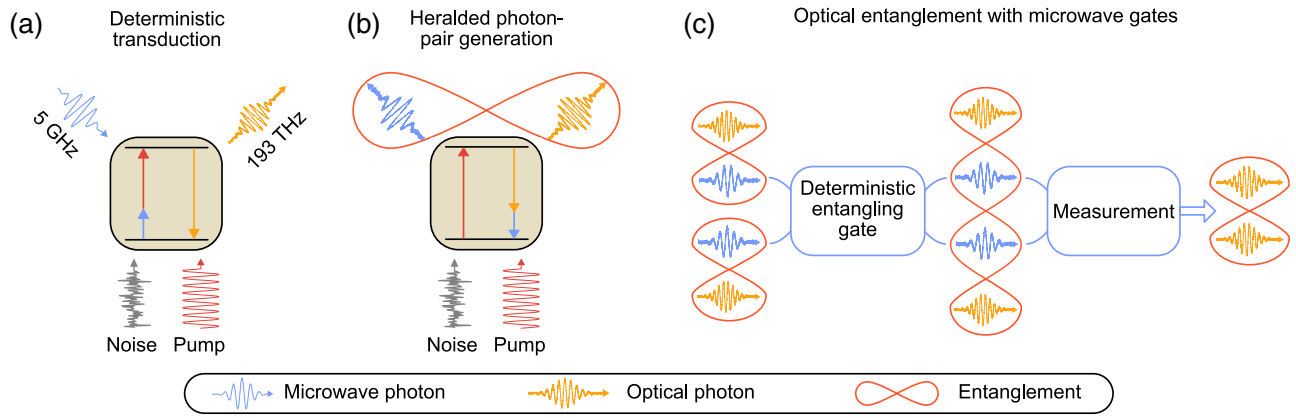 (a)
Deterministic
transduction
5 GHz
193 THz
Noise
Pump
(b)
Heralded photon-
pair generation
Noise
Pump
(c)
Optical entanglement with microwave gates
Deterministic
entangling
gate
Measurement
Microwave photon
Optical photon
Entanglement